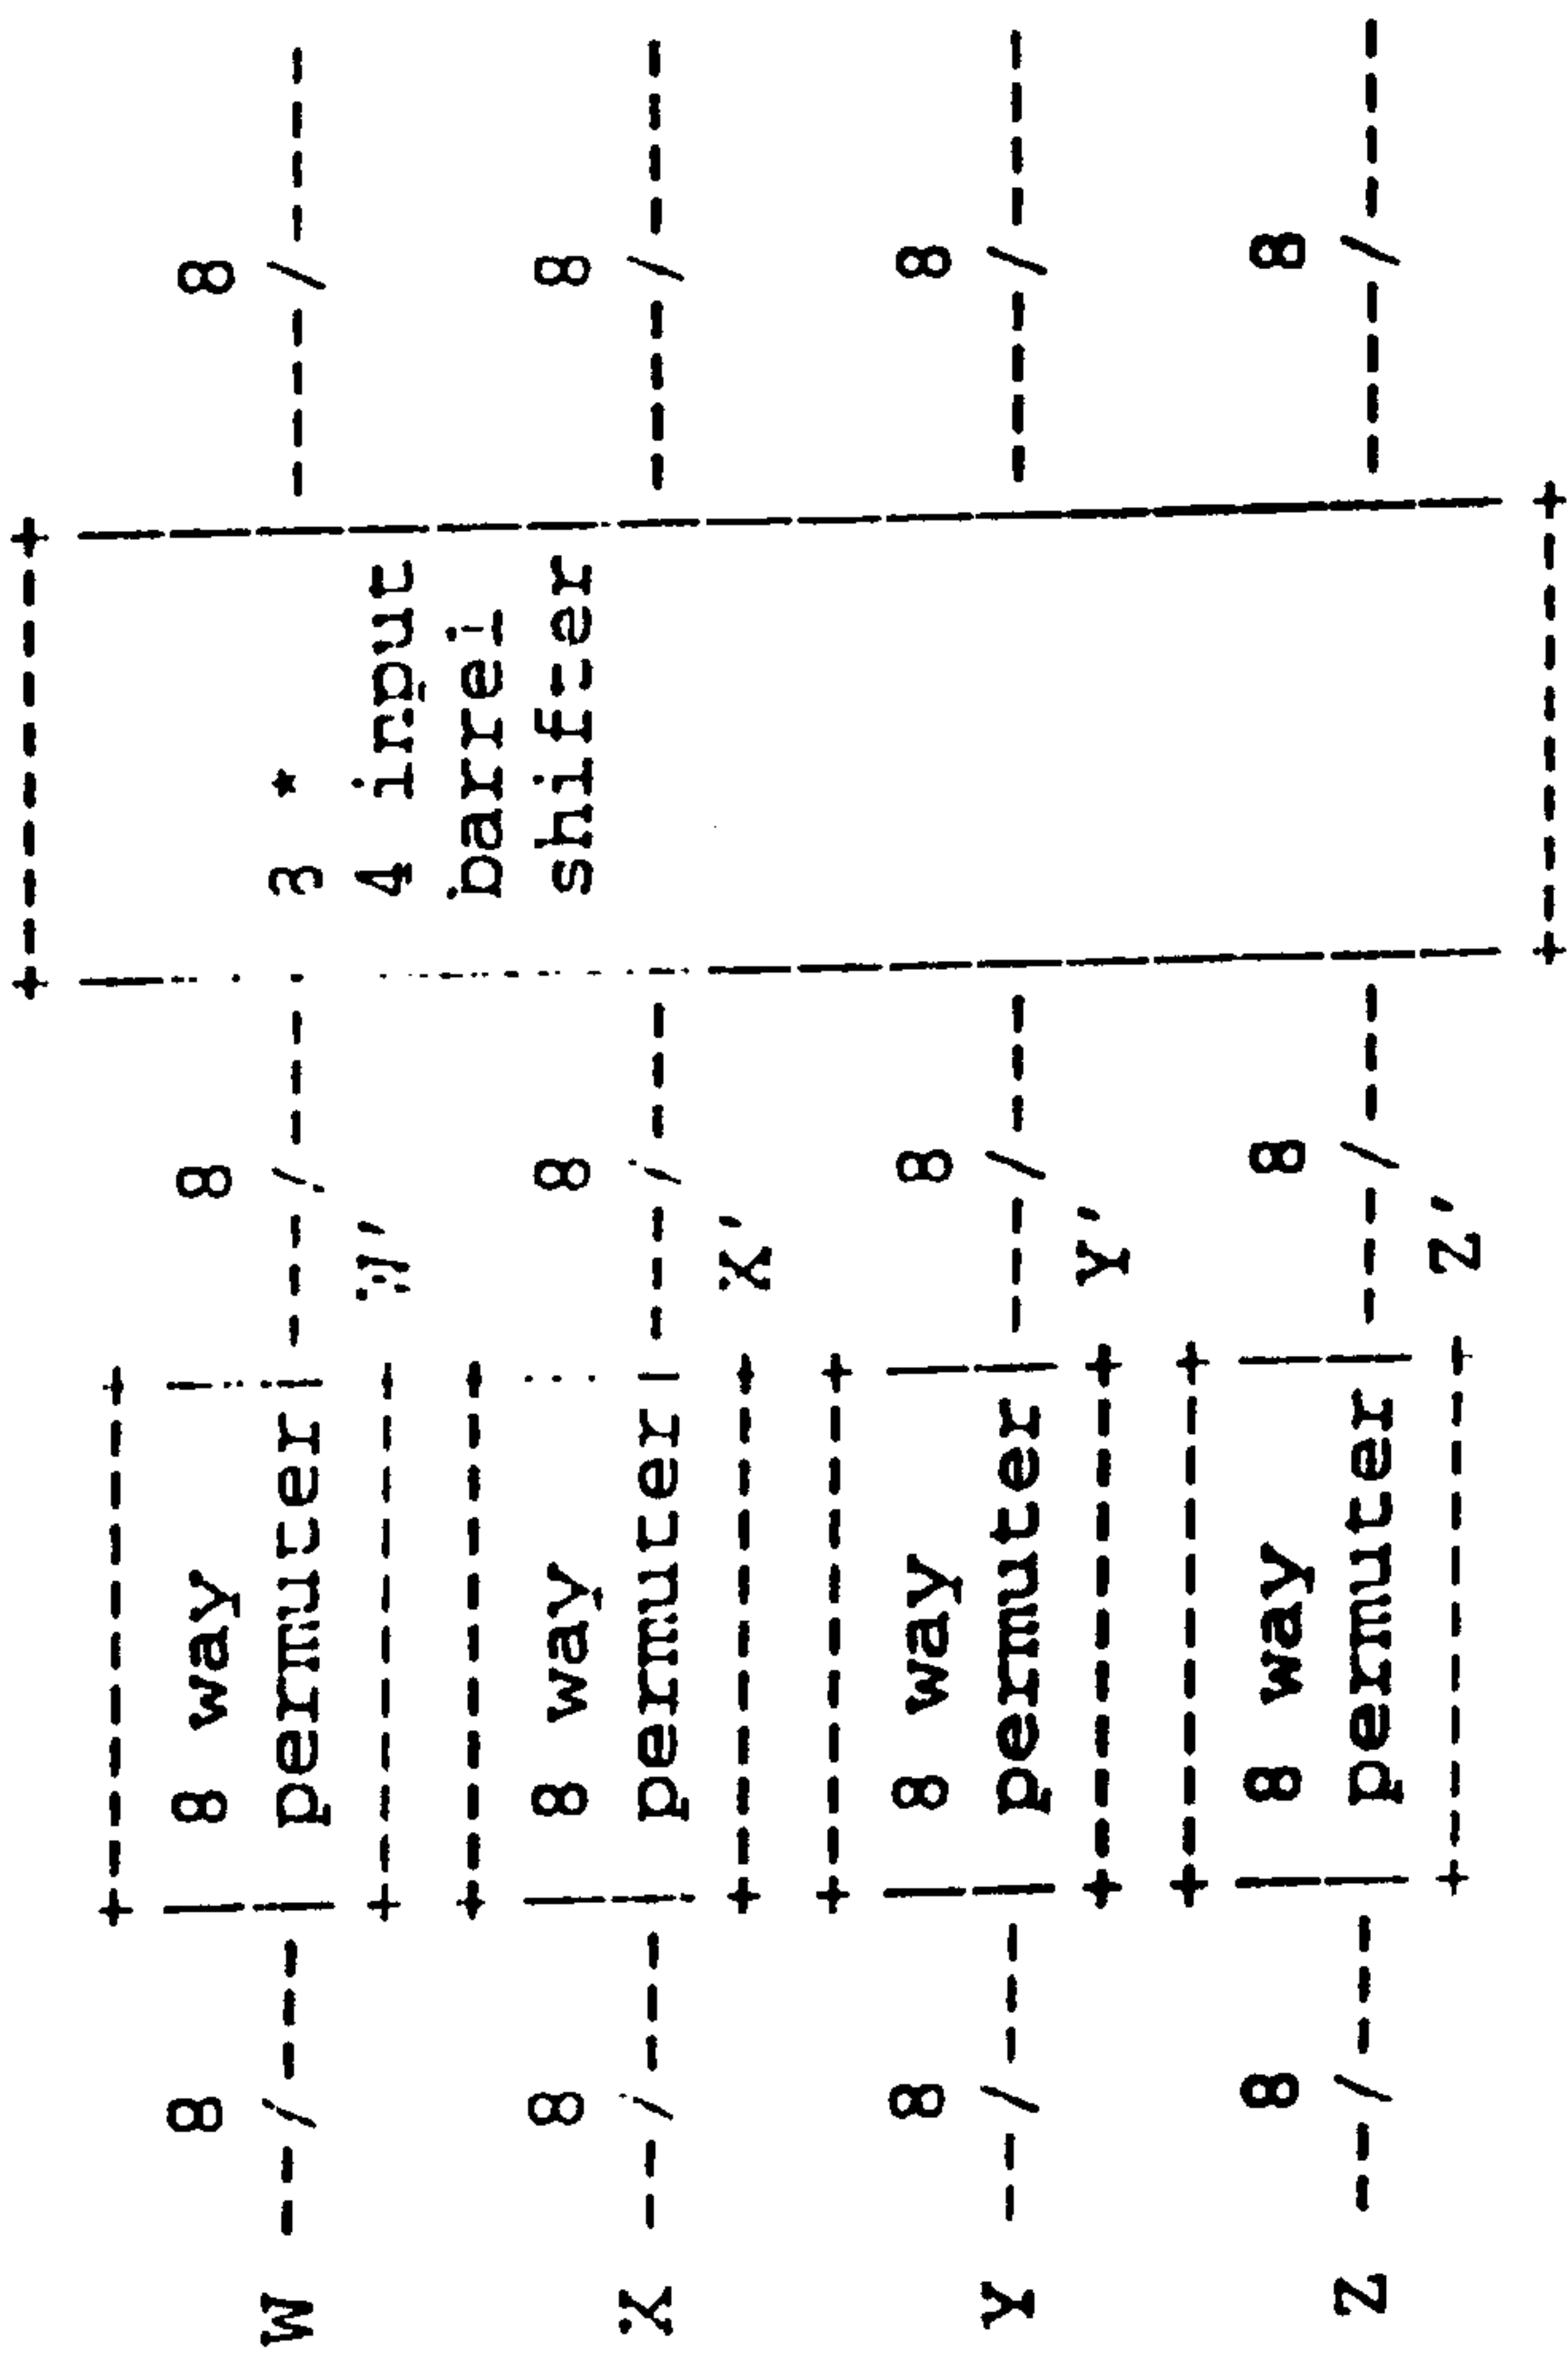 8 8 way 8 8
W permuter 3 *
W' 4 input
barrel
8 8 way 8 shifter 8
X permuter
X'
8 8 way 8 8
Y permuter
Y'
8 8 way 8 8
Z permuter
Z'